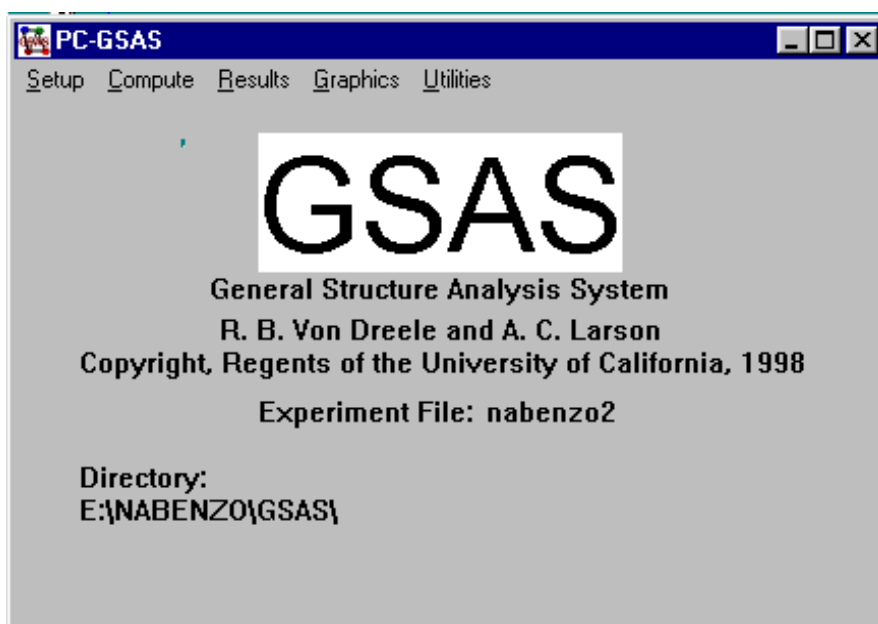 PC-GSAS
Setup Compute Results Graphics Utilities
GSAS
General Structure Analysis System
R. B. Von Dreele and A. C. Larson
Copyright, Regents of the University of California, 1998
Experiment File: nabenzo2
Directory:
E:\NABENZO\GSAS\